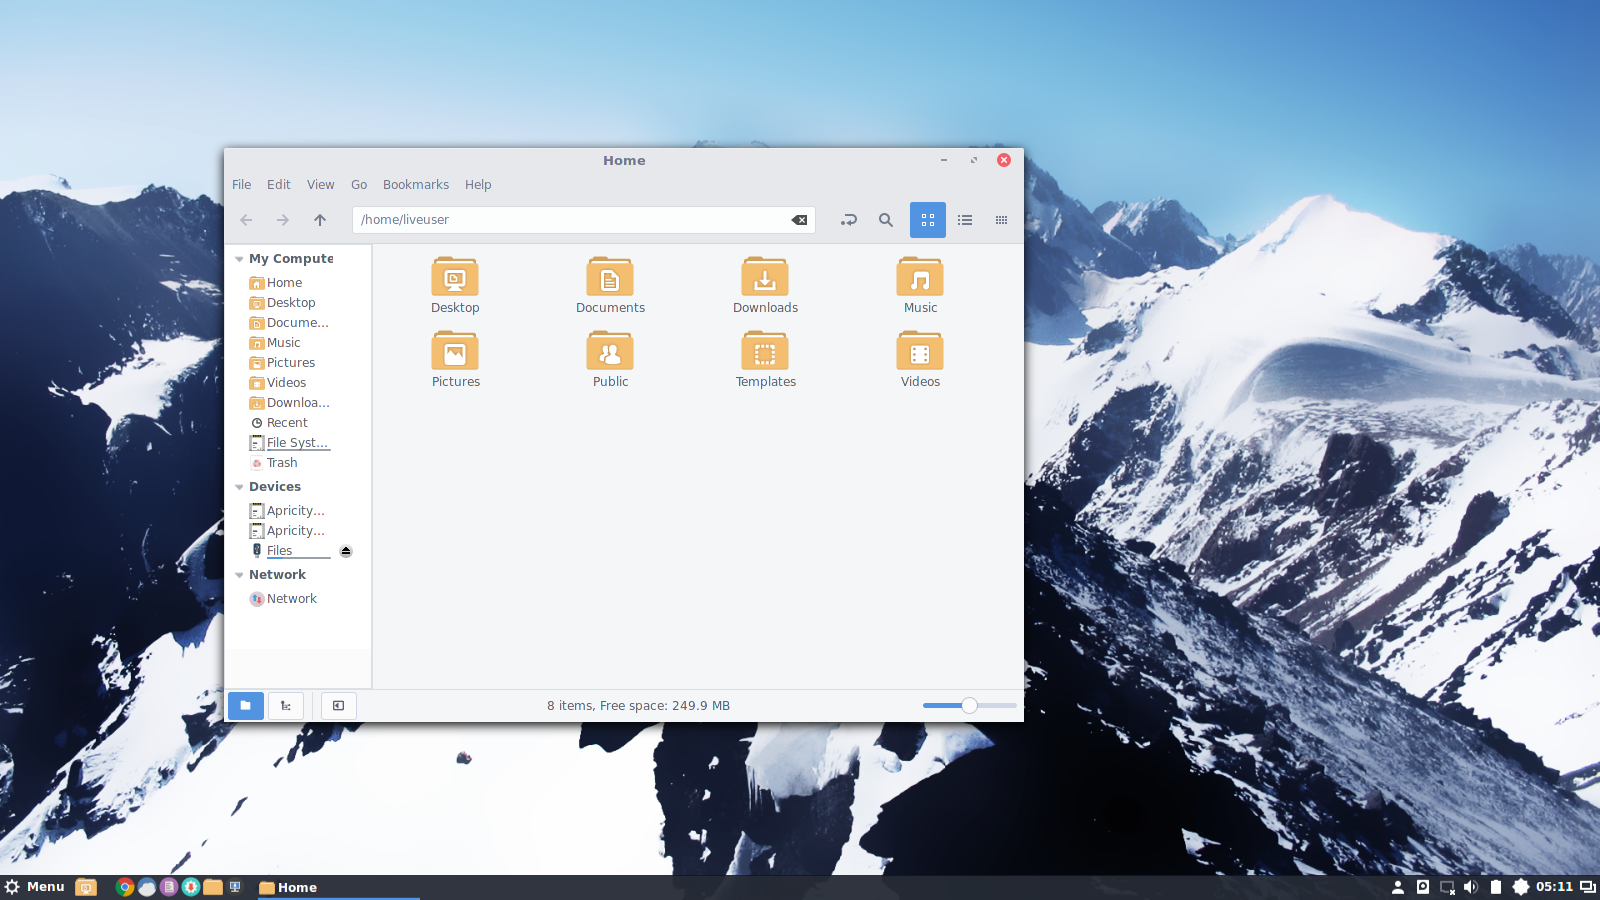 Home
File Edit View Go Bookmarks Help
/home/liveuser
My Compute
Home
Desktop
Docume...
Music
Pictures
Videos
Downloa...
Recent
File Syst...
Trash
Devices
Apricity...
Apricity...
Files
Network
Network
Desktop Documents Downloads Music
Pictures Public Templates Videos
8 items, Free space: 249.9 MB
Menu Home 05:11